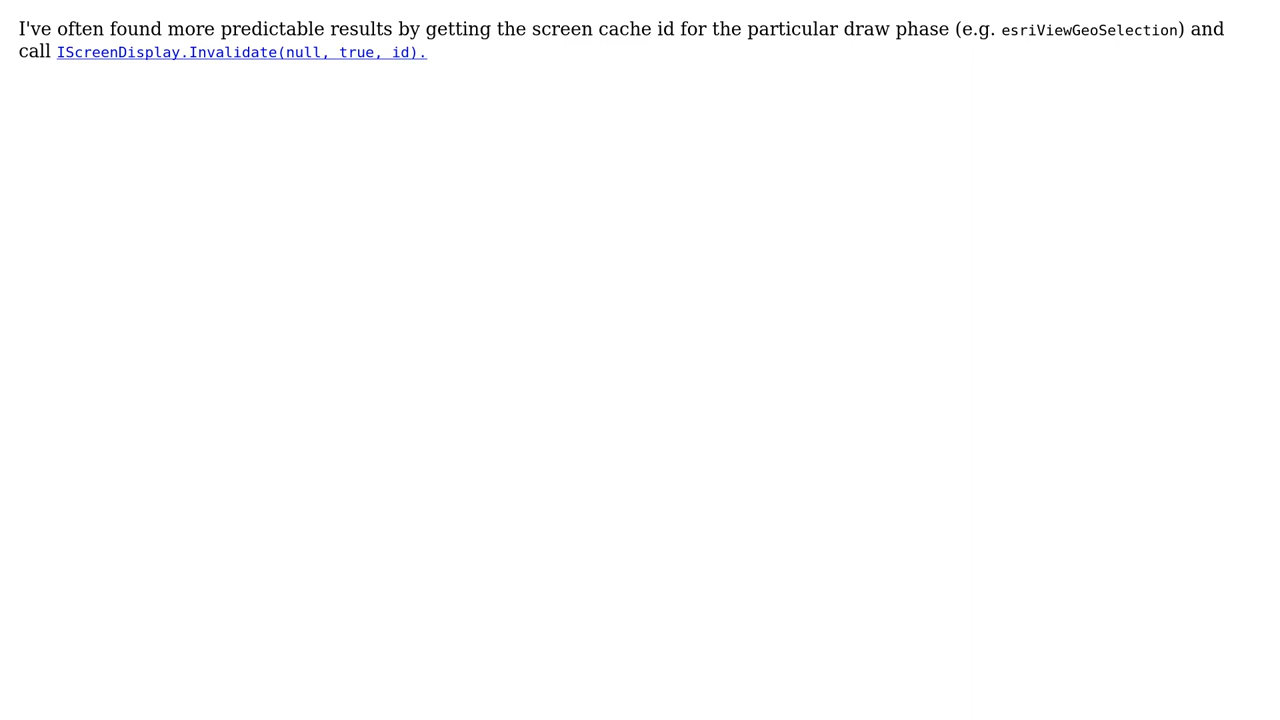 I've often found more predictable results by getting the screen cache id for the particular draw phase (e.g. esriViewGeoSelection) and
call IScreenDisplay.Invalidate(null, true, id).